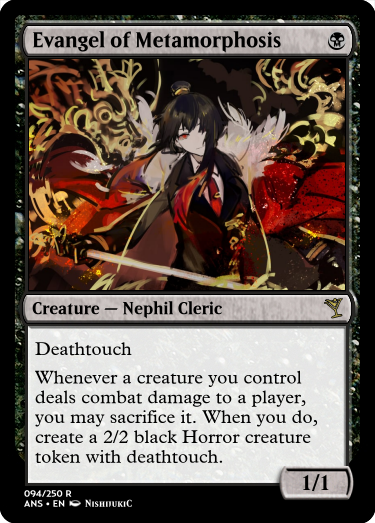 Evangel of Metamorphosis
Creature — Nephil Cleric
Deathtouch
Whenever a creature you control
deals combat damage to a player,
you may sacrifice it. When you do,
create a 2/2 black Horror creature
token with deathtouch.
1/1
094/250 R
ANS • EN NishijukiC